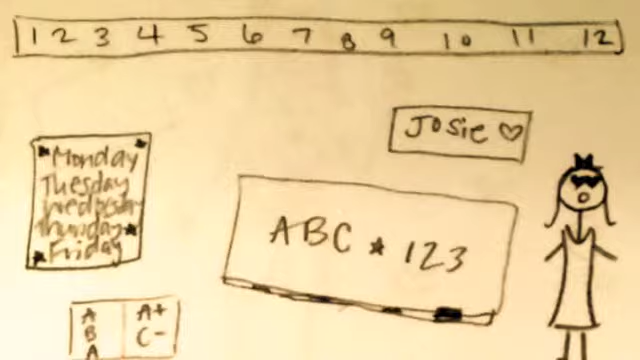 1 2 3 4 5 6 7 8 9 10 11 12
Josie ♡
Monday
Tuesday
Wednesday
Thursday
Friday
ABC * 123
A A+
B C-
A